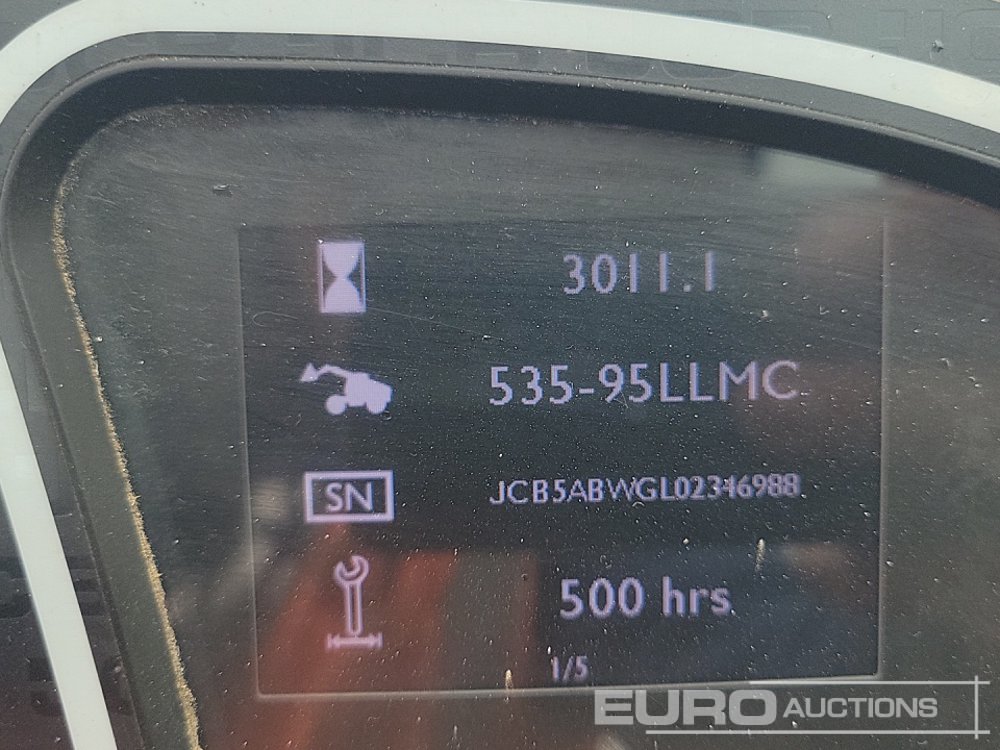 3011.1
535-95LLMC
SN JCB5ABWGL02346988
500 hrs
1/5
EURO AUCTIONS